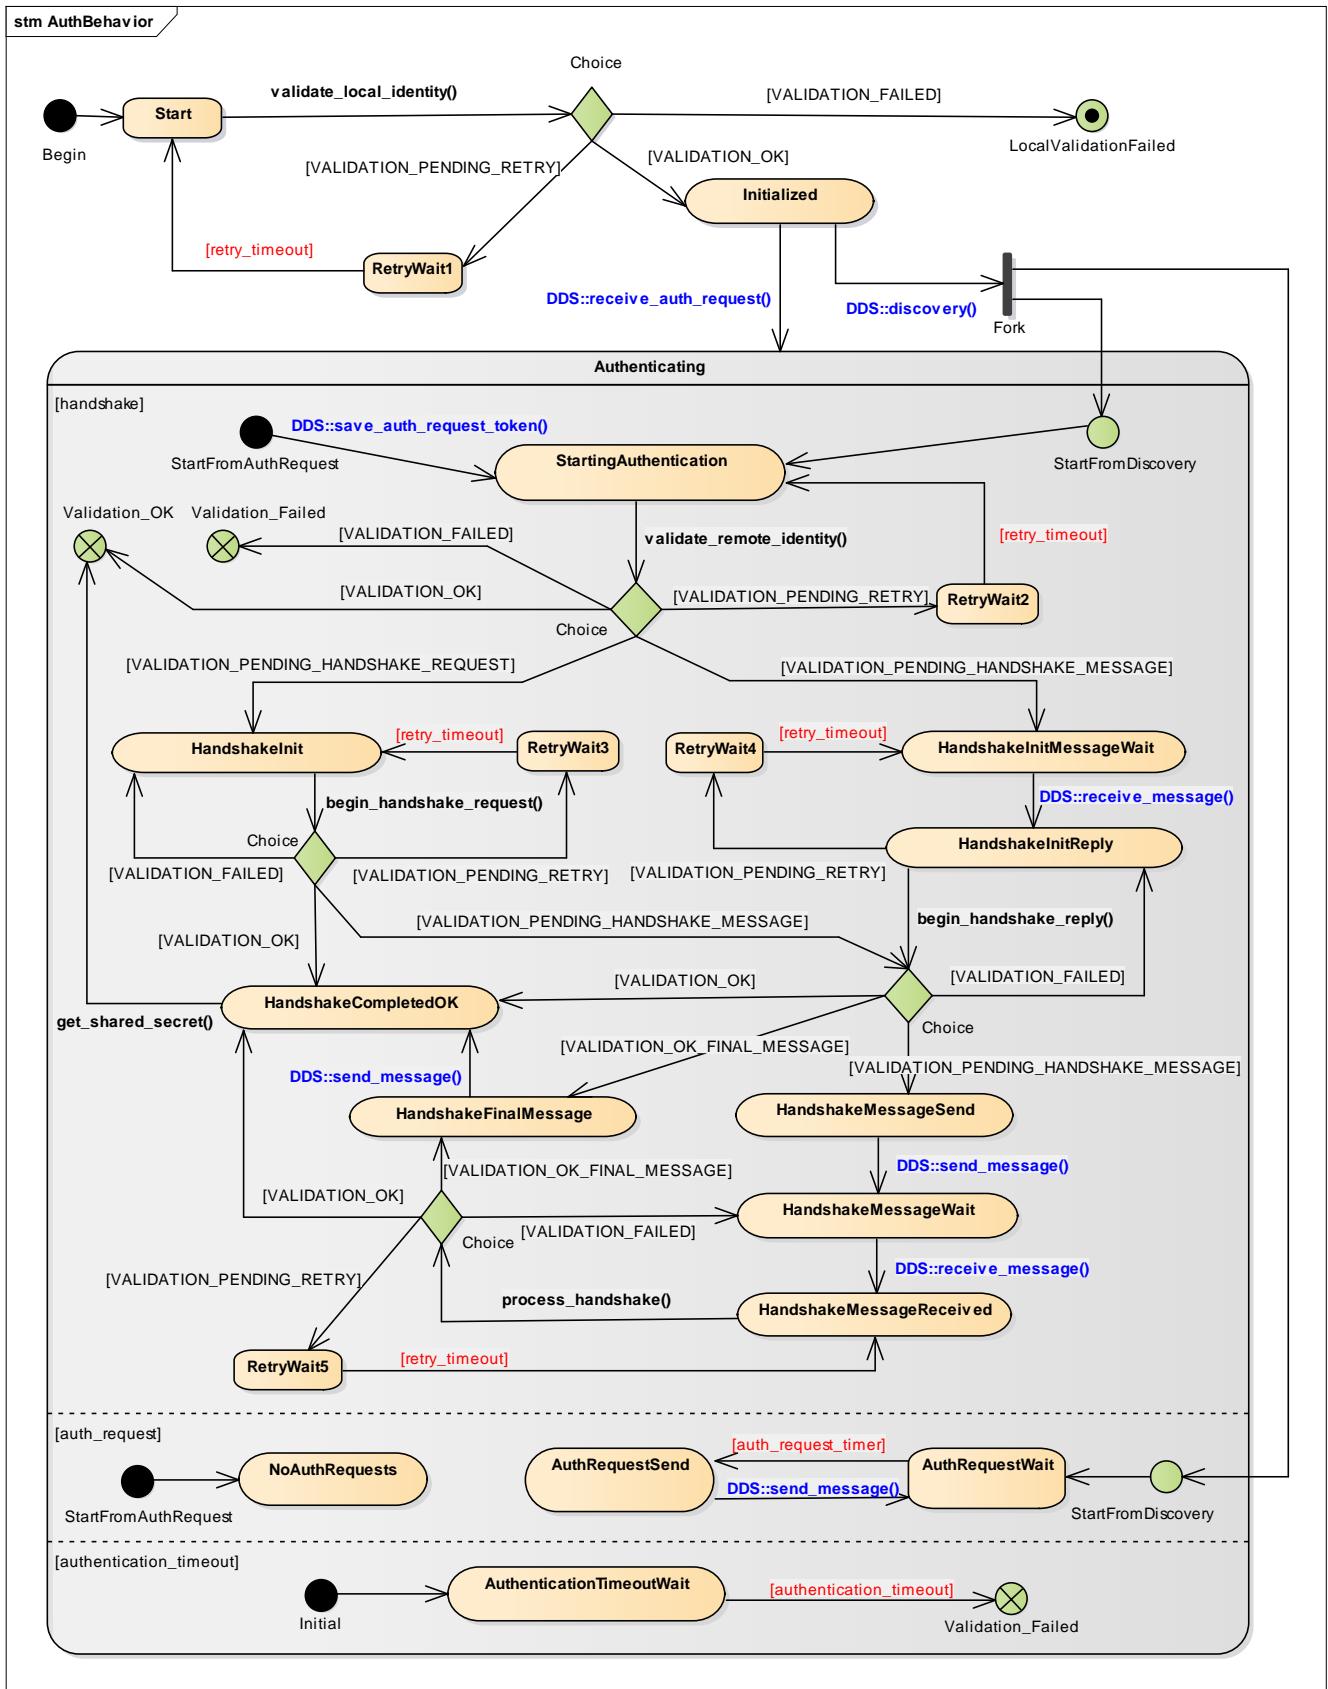 stm AuthBehavior
Choice
validate_local_identity()
[VALIDATION_FAILED]
Start
Begin
LocalValidationFailed
[VALIDATION_OK]
[VALIDATION_PENDING_RETRY]
Initialized
[retry_timeout]
RetryWait1
DDS::receive_auth_request()
DDS::discovery()
Fork
Authenticating
[handshake]
DDS::save_auth_request_token()
StartFromAuthRequest
StartingAuthentication
StartFromDiscovery
Validation_OK
Validation_Failed
[VALIDATION_FAILED]
validate_remote_identity()
[retry_timeout]
[VALIDATION_OK]
[VALIDATION_PENDING_RETRY]
RetryWait2
Choice
[VALIDATION_PENDING_HANDSHAKE_REQUEST]
[VALIDATION_PENDING_HANDSHAKE_MESSAGE]
HandshakeInit
[retry_timeout]
RetryWait3
RetryWait4
[retry_timeout]
HandshakeInitMessageWait
begin_handshake_request()
DDS::receive_message()
Choice
HandshakeInitReply
[VALIDATION_FAILED]
[VALIDATION_PENDING_RETRY]
[VALIDATION_PENDING_RETRY]
[VALIDATION_PENDING_HANDSHAKE_MESSAGE]
begin_handshake_reply()
[VALIDATION_OK]
[VALIDATION_OK]
[VALIDATION_FAILED]
HandshakeCompletedOK
get_shared_secret()
Choice
[VALIDATION_OK_FINAL_MESSAGE]
[VALIDATION_PENDING_HANDSHAKE_MESSAGE]
DDS::send_message()
HandshakeFinalMessage
HandshakeMessageSend
[VALIDATION_OK_FINAL_MESSAGE]
DDS::send_message()
[VALIDATION_OK]
HandshakeMessageWait
[VALIDATION_FAILED]
Choice
[VALIDATION_PENDING_RETRY]
DDS::receive_message()
process_handshake()
HandshakeMessageReceived
RetryWait5
[retry_timeout]
[auth_request]
[auth_request_timer]
NoAuthRequests
AuthRequestSend
AuthRequestWait
DDS::send_message()
StartFromAuthRequest
StartFromDiscovery
[authentication_timeout]
AuthenticationTimeoutWait
[authentication_timeout]
Initial
Validation_Failed